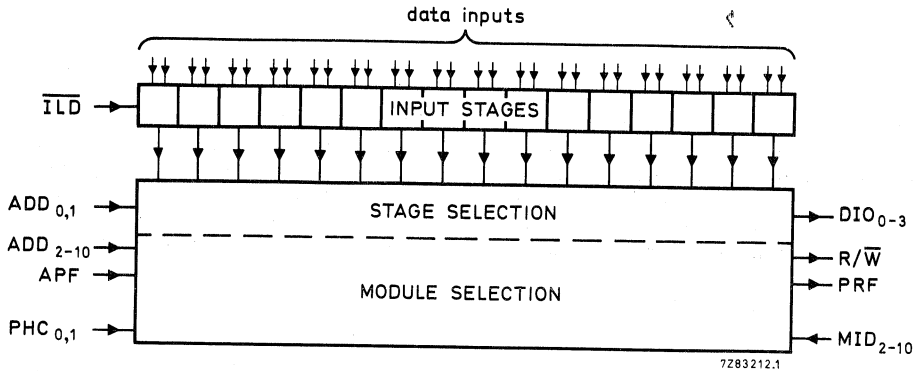 data inputs
I̅L̅D̅
INPUT STAGES
ADD0,1
STAGE SELECTION
DIO0-3
ADD2-10
R/W̅
APF
PRF
MODULE SELECTION
PHC0,1
MID2-10
7Z83212.1